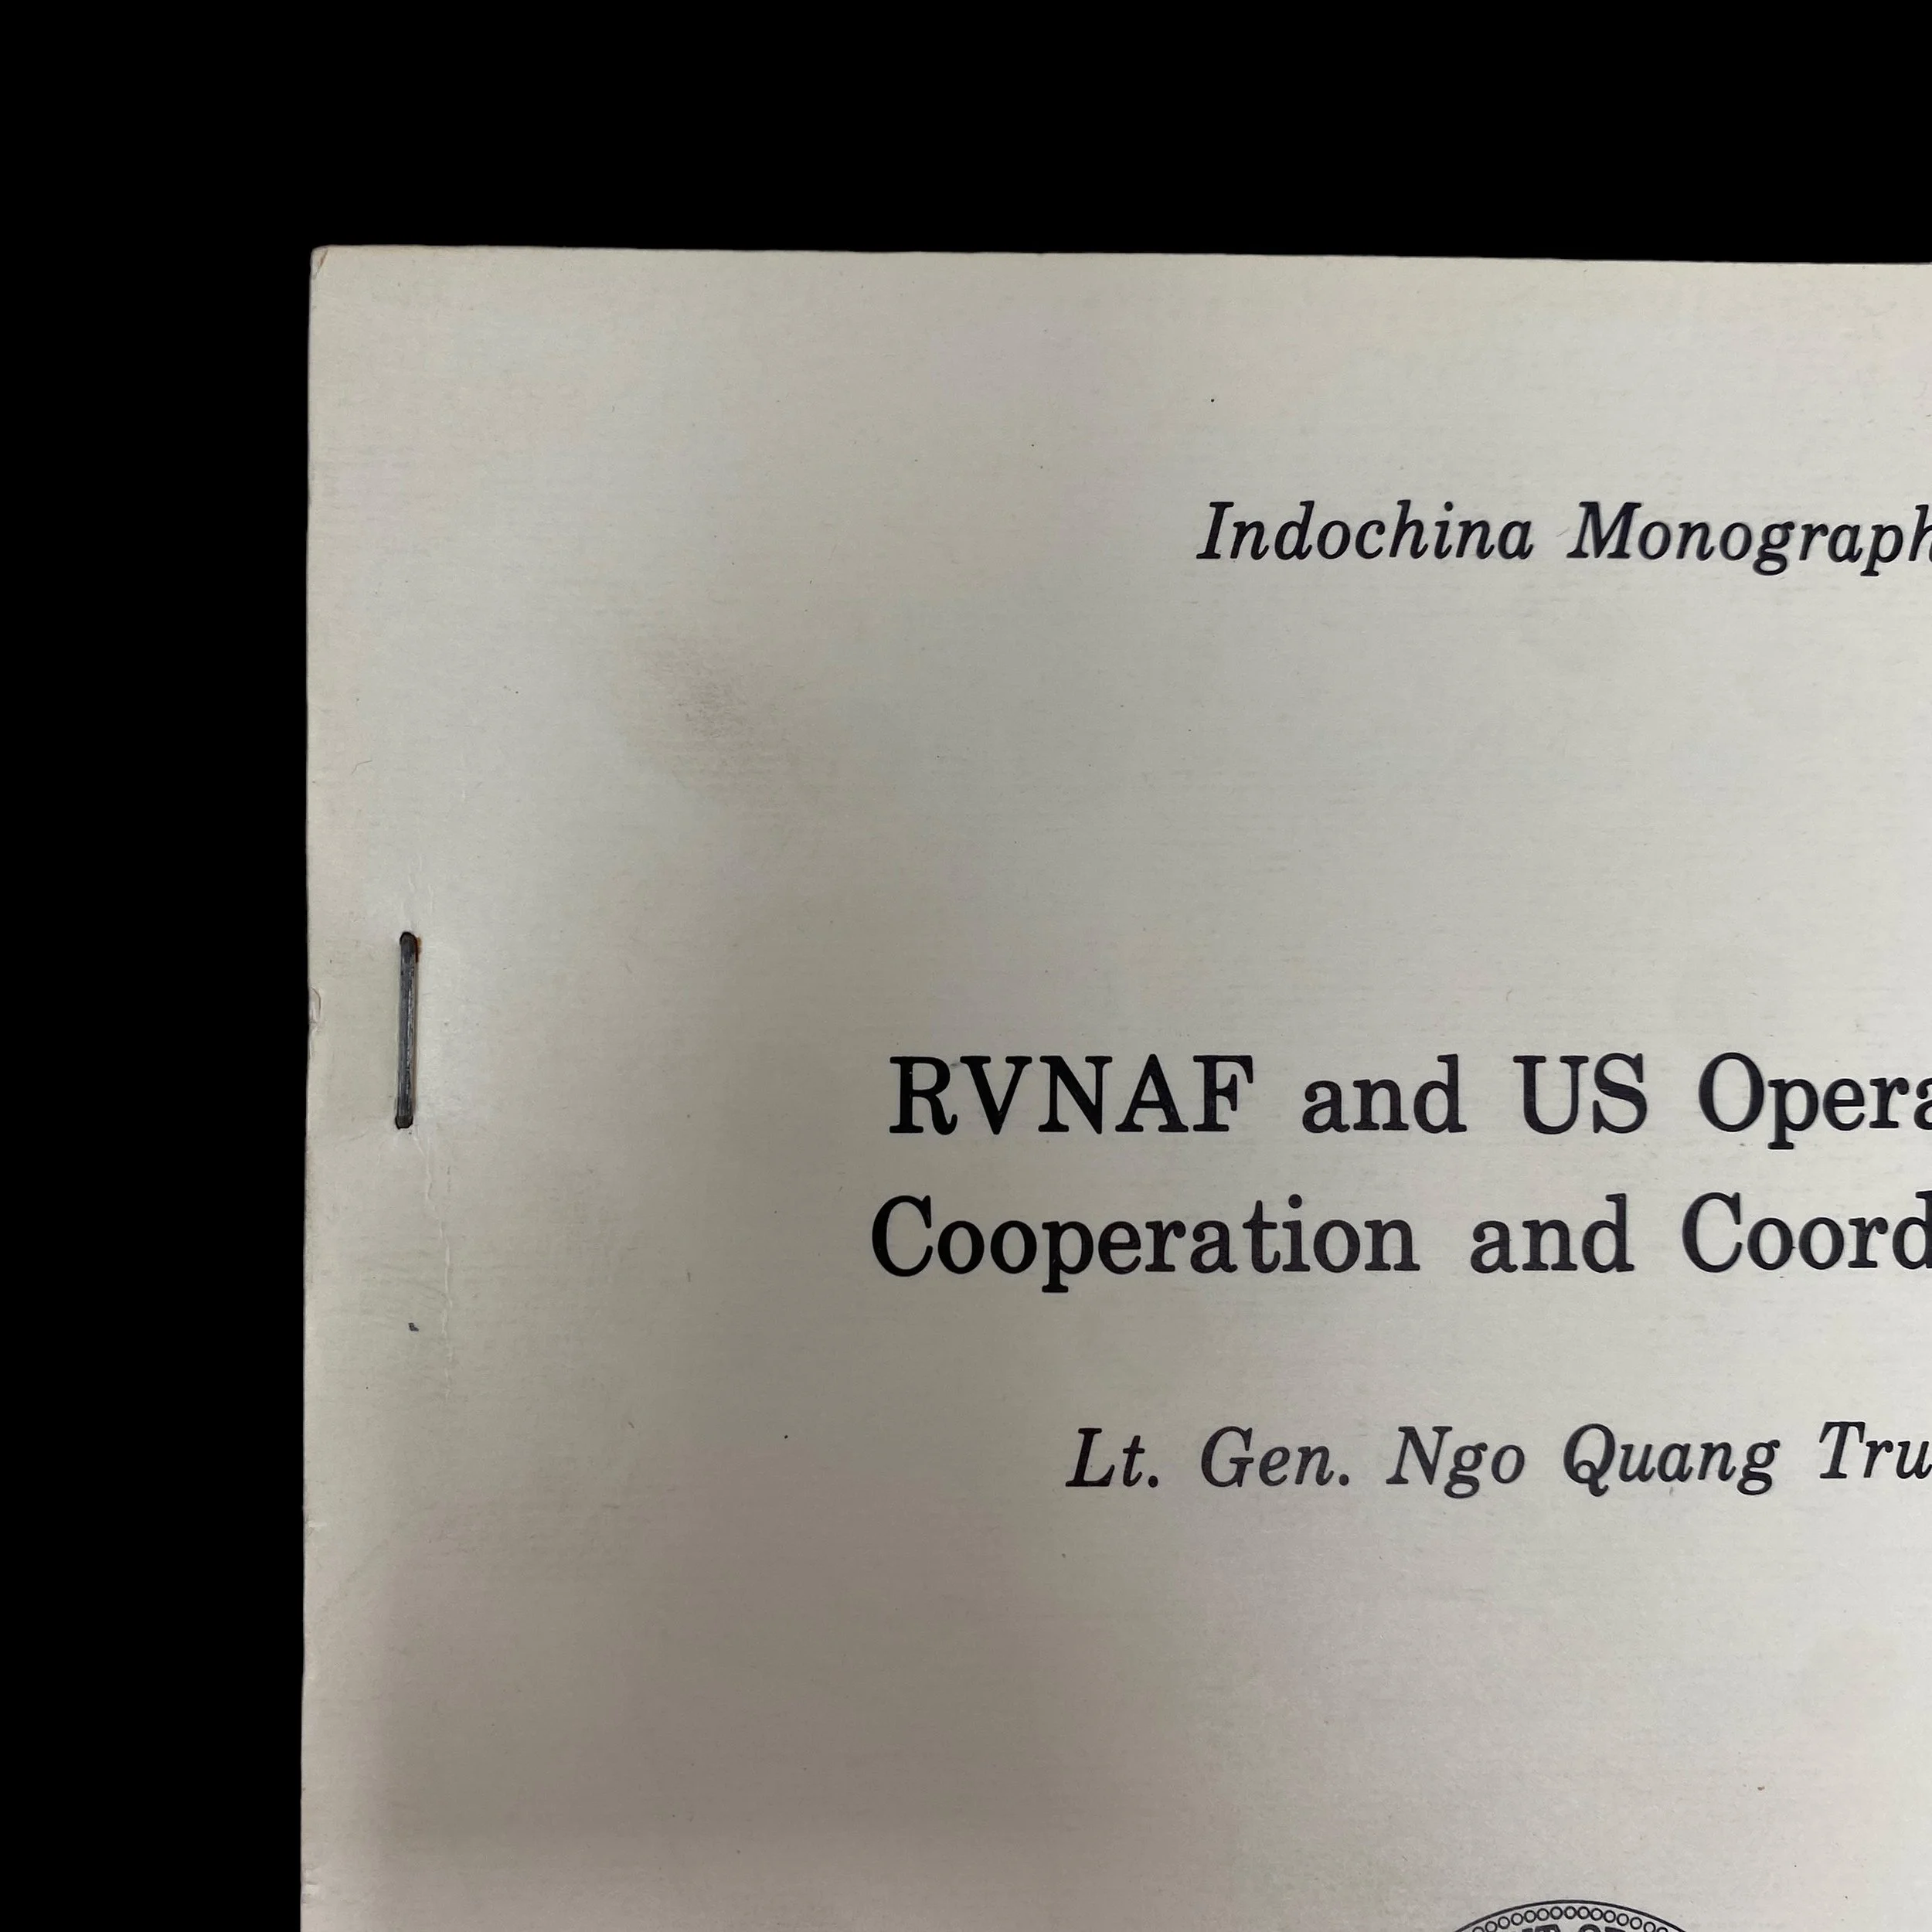 Indochina Monograph
RVNAF and US Opera
Cooperation and Coord
Lt. Gen. Ngo Quang Tru